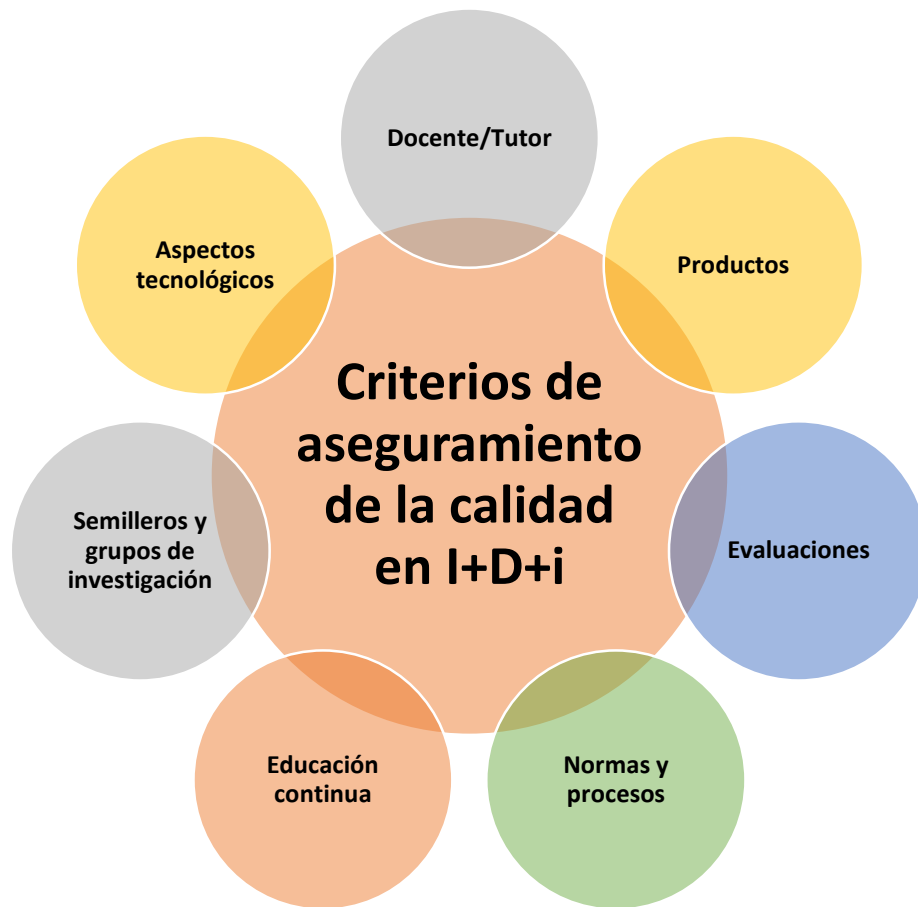 Docente/Tutor
Aspectos
tecnológicos
Productos
Criterios de
aseguramiento
de la calidad
en I+D+i
Semilleros y
grupos de
investigación
Evaluaciones
Educación
continua
Normas y
procesos